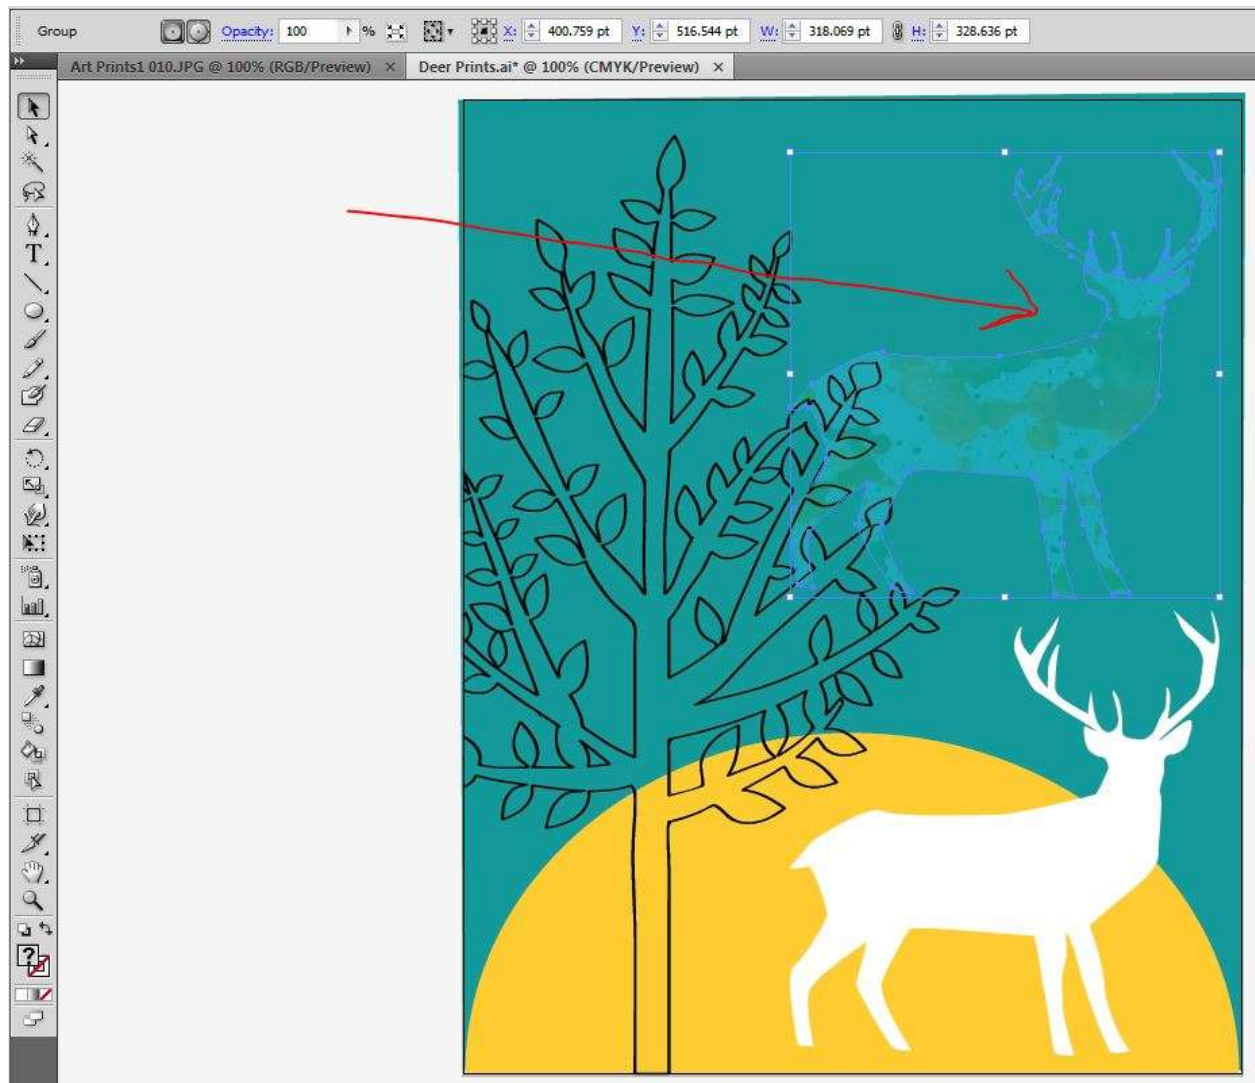 Group Opacity: 100 % X: 400.759 pt Y: 516.544 pt W: 318.069 pt H: 328.636 pt
Art Prints1 010.JPG @ 100% (RGB/Preview) × Deer Prints.ai* @ 100% (CMYK/Preview) ×
T
?